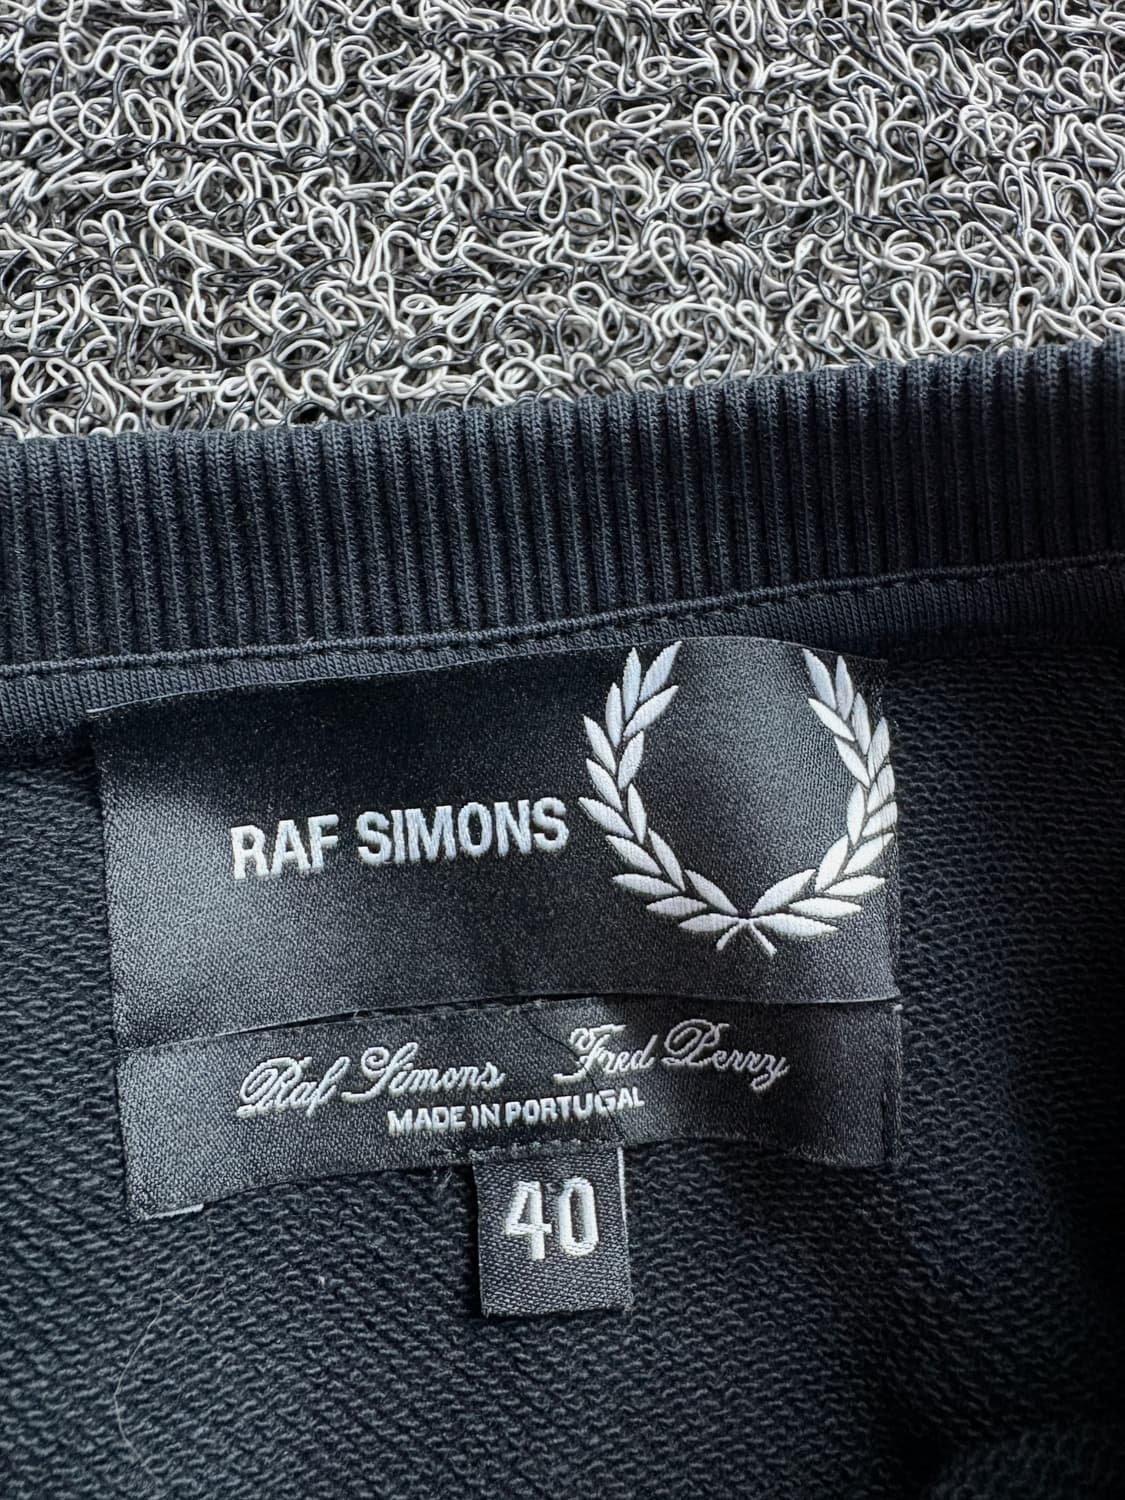 RAF SIMONS
Raf Simons Fred Perry
MADE IN PORTUGAL
40